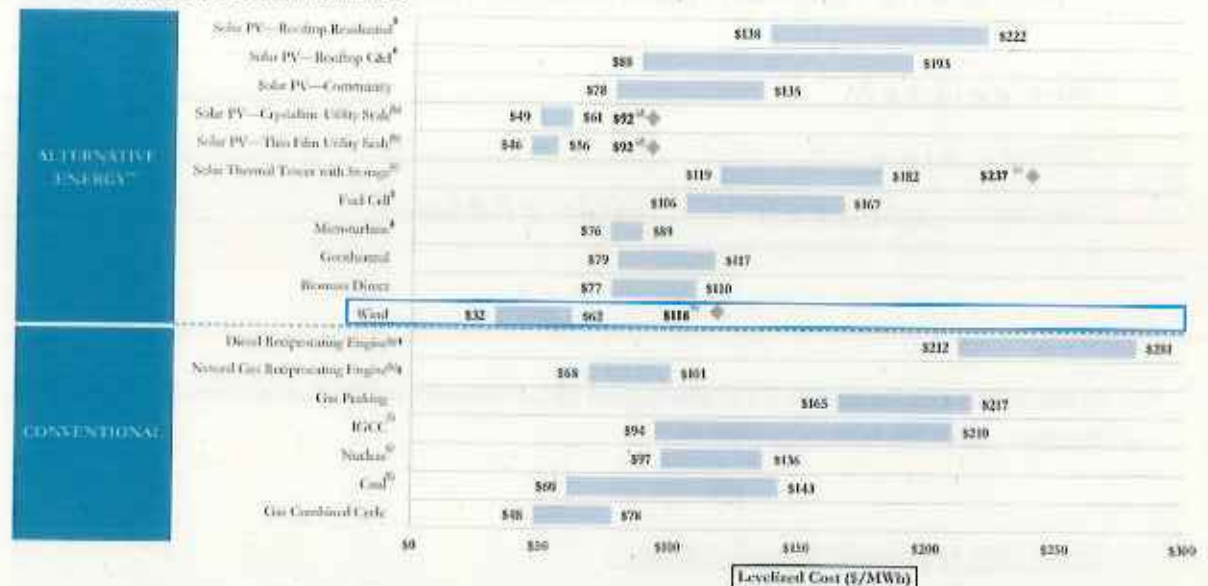 Solar PV—Rooftop Residential ‡ $138 $222
Solar PV—Rooftop C&I ‡ $88 $193
Solar PV—Community $78 $135
Solar PV—Crystalline Utility Scale $49 $61 $92
Solar PV—Thin Film Utility Scale $46 $56 $92
Solar Thermal Tower with Storage $119 $182 $237
Fuel Cell ‡ $106 $167
Microturbine ‡ $76 $89
Geothermal $79 $117
Biomass Direct $77 $110
Wind $32 $62
ALTERNATIVE
ENERGY
Diesel Reciprocating Engine $212 $281
Natural Gas Reciprocating Engine $68 $101
Gas Peaking $165 $217
IGCC $94 $210
Nuclear $97 $136
Coal $60 $143
Gas Combined Cycle $48 $78
CONVENTIONAL
$0 $50 $100 $150 $200 $250 $300
Levelized Cost ($/MWh)